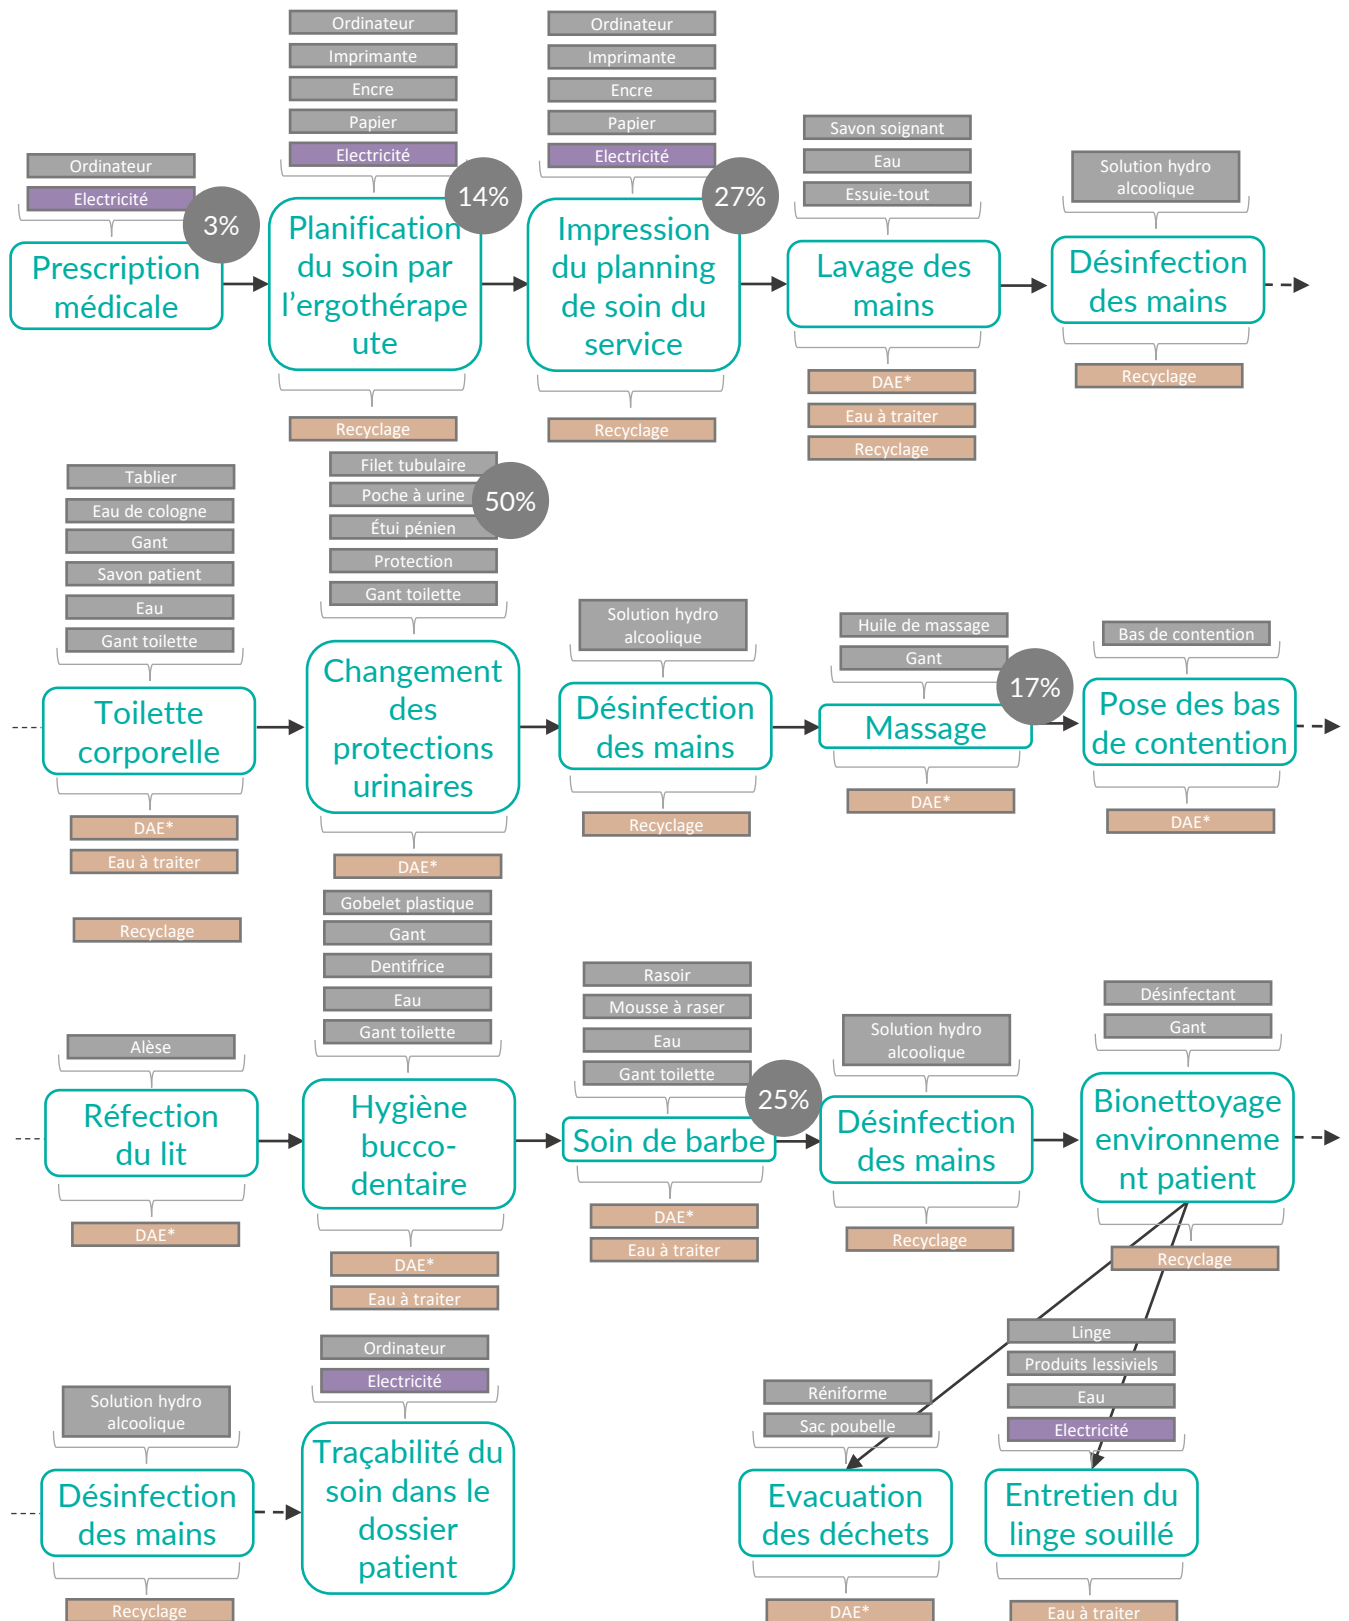 Ordinateur
Electricité
3%
Prescription
médicale
Ordinateur
Imprimante
Encre
Papier
Electricité
14%
Planification
du soin par
l'ergothérape
ute
Recyclage
Ordinateur
Imprimante
Encre
Papier
Electricité
27%
Impression
du planning
de soin du
service
Recyclage
Savon soignant
Eau
Essuie-tout
Lavage des
mains
DAE*
Eau à traiter
Recyclage
Solution hydro
alcoolique
Désinfection
des mains
Recyclage
Tablier
Eau de cologne
Gant
Savon patient
Eau
Gant toilette
Toilette
corporelle
DAE*
Eau à traiter
Recyclage
Filet tubulaire
Poche à urine
Étui pénien
Protection
Gant toilette
50%
Changement
des
protections
urinaires
DAE*
Solution hydro
alcoolique
Désinfection
des mains
Recyclage
Huile de massage
Gant
17%
Massage
DAE*
Bas de contention
Pose des bas
de contention
DAE*
Alèse
Réfection
du lit
DAE*
Gobelet plastique
Gant
Dentifrice
Eau
Gant toilette
Hygiène
bucco-
dentaire
DAE*
Eau à traiter
Rasoir
Mousse à raser
Eau
Gant toilette
25%
Soin de barbe
DAE*
Eau à traiter
Solution hydro
alcoolique
Désinfection
des mains
Recyclage
Désinfectant
Gant
Bionettoyage
environneme
nt patient
Recyclage
Solution hydro
alcoolique
Désinfection
des mains
Recyclage
Ordinateur
Electricité
Traçabilité du
soin dans le
dossier
patient
Réniforme
Sac poubelle
Evacuation
des déchets
DAE*
Linge
Produits lessiviels
Eau
Electricité
Entretien du
linge souillé
Eau à traiter